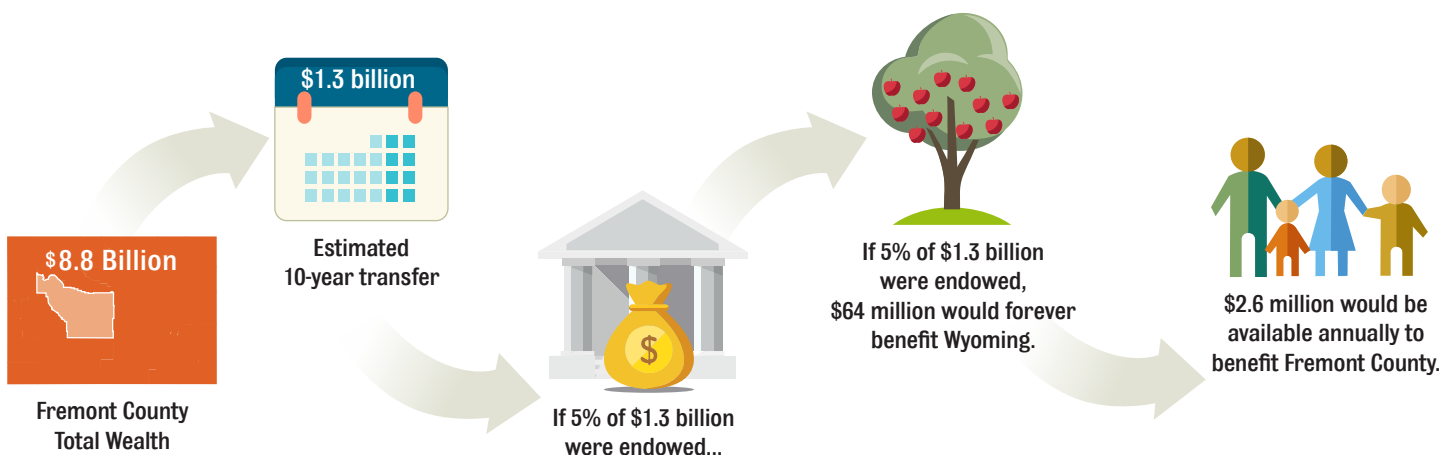 $8.8 Billion
Fremont County
Total Wealth
$1.3 billion
Estimated
10-year transfer
$
If 5% of $1.3 billion
were endowed...
If 5% of $1.3 billion
were endowed,
$64 million would forever
benefit Wyoming.
$2.6 million would be
available annually to
benefit Fremont County.